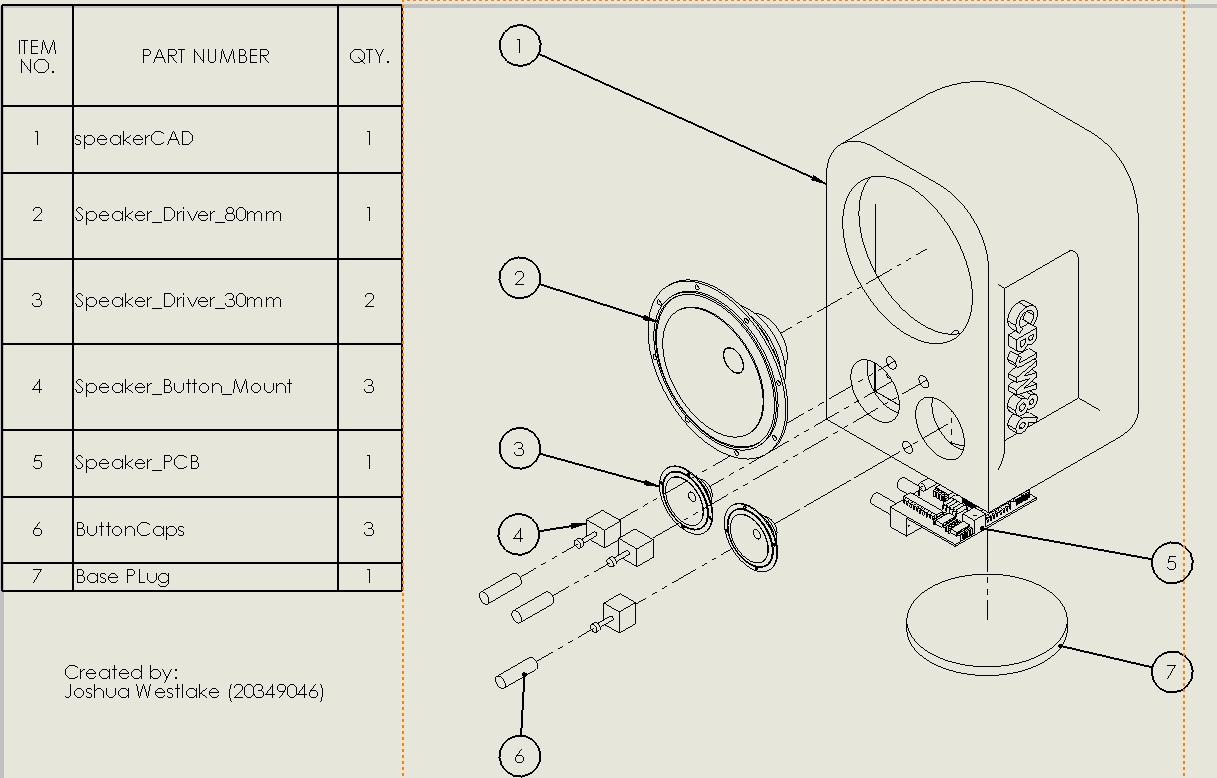 ITEM NO. PART NUMBER QTY.
1 speakerCAD 1
2 Speaker_Driver_80mm 1
3 Speaker_Driver_30mm 2
4 Speaker_Button_Mount 3
5 Speaker_PCB 1
6 ButtonCaps 3
7 Base PLug 1
Created by:
Joshua Westlake (20349046)
1
2
3
4
5
6
7